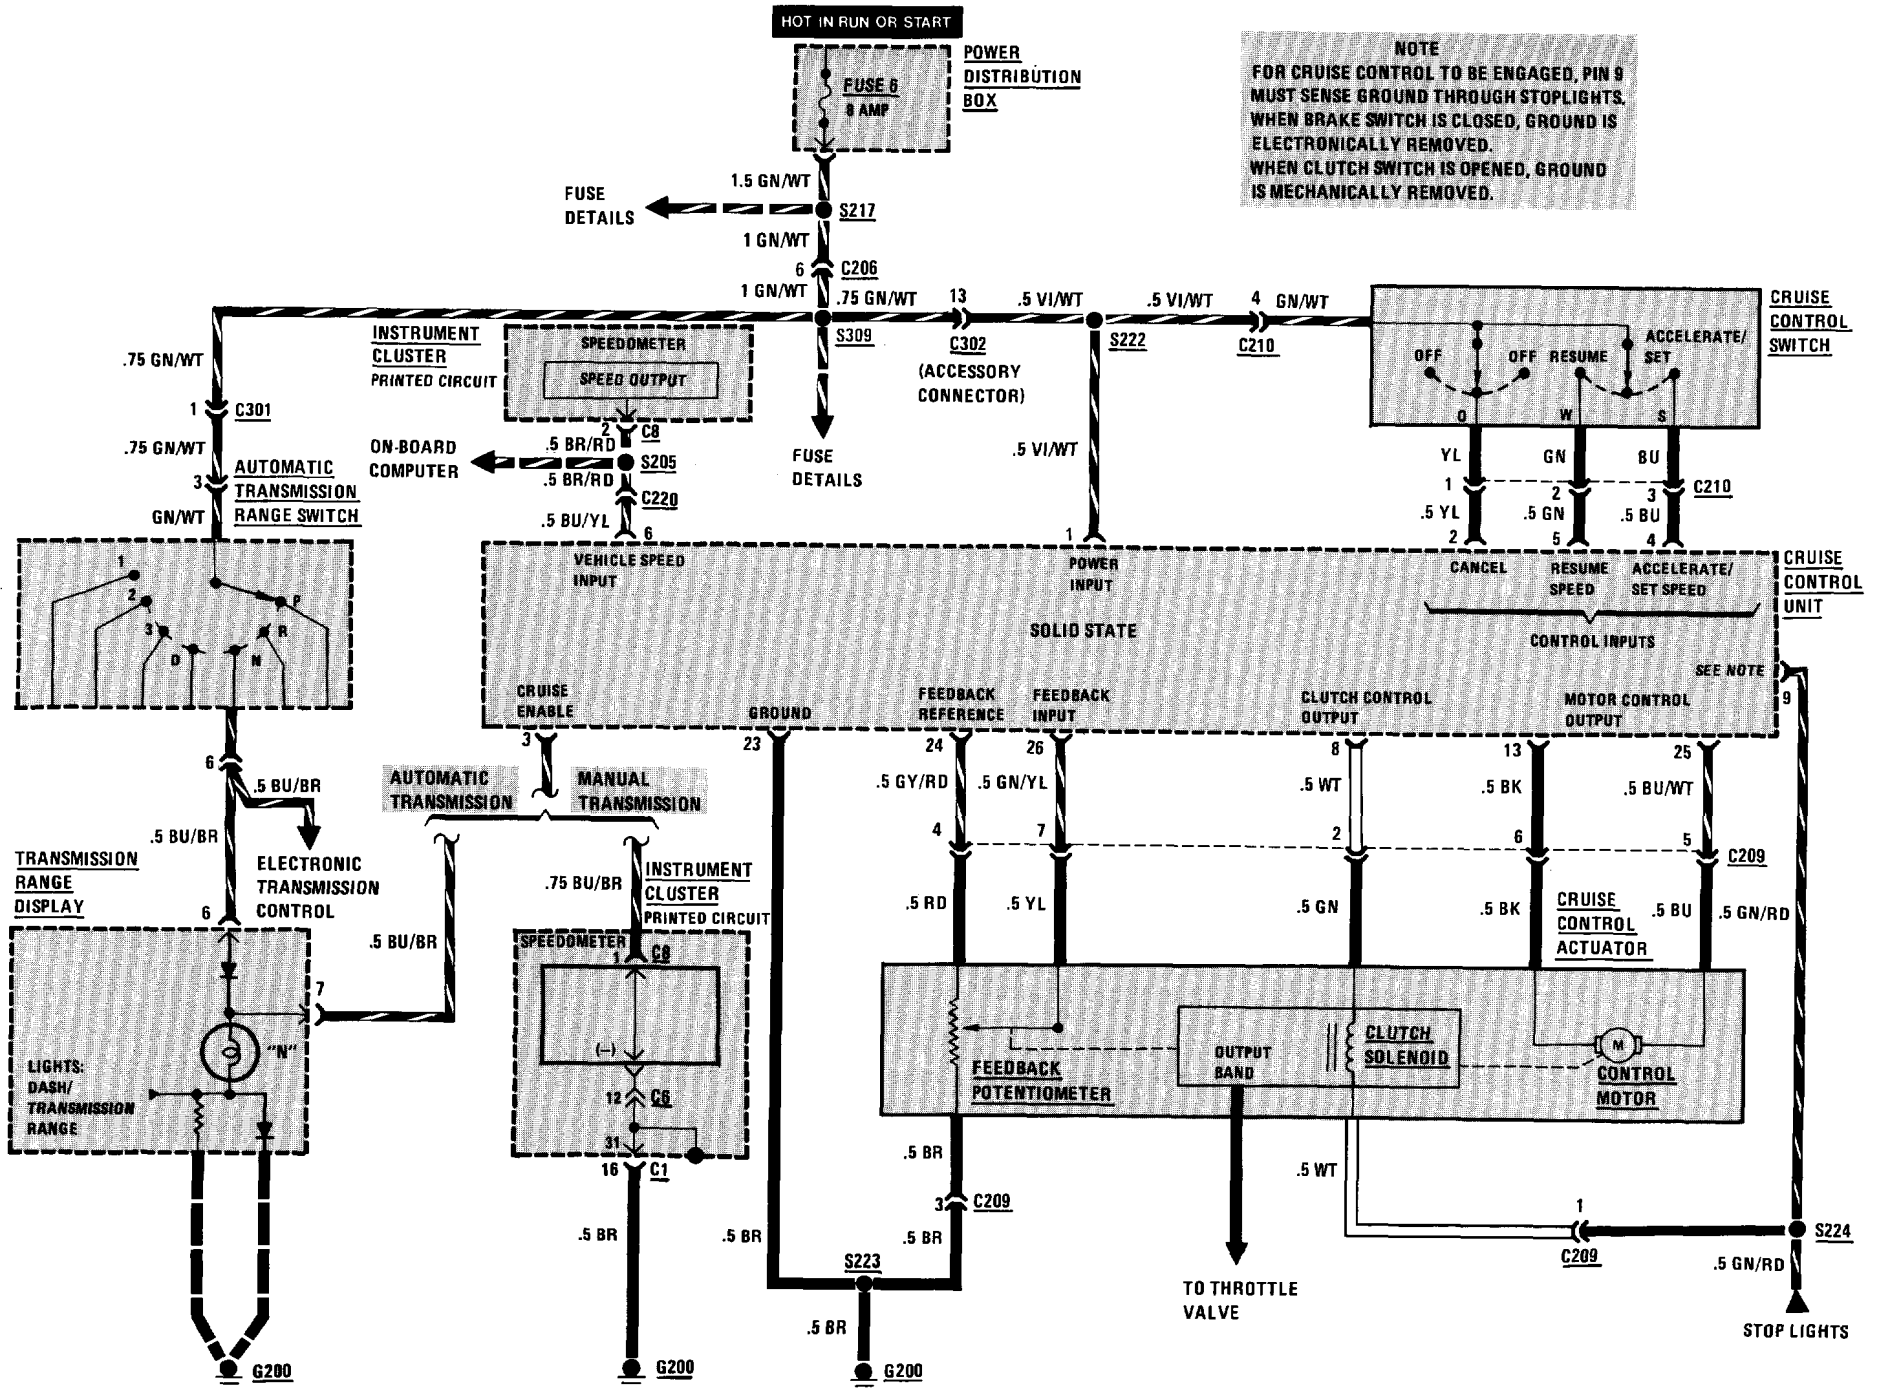 HOT IN RUN OR START
FUSE 6
8 AMP
POWER
DISTRIBUTION
BOX
NOTE
FOR CRUISE CONTROL TO BE ENGAGED, PIN 9
MUST SENSE GROUND THROUGH STOPLIGHTS.
WHEN BRAKE SWITCH IS CLOSED, GROUND IS
ELECTRONICALLY REMOVED.
WHEN CLUTCH SWITCH IS OPENED, GROUND
IS MECHANICALLY REMOVED.
1.5 GN/WT
FUSE
DETAILS
S217
1 GN/WT
6
C206
1 GN/WT
.75 GN/WT
13
.5 VI/WT
.5 VI/WT
4
GN/WT
S309
C302
(ACCESSORY
CONNECTOR)
S222
C210
CRUISE
CONTROL
SWITCH
OFF
OFF
RESUME
ACCELERATE/
SET
O
W
S
INSTRUMENT
CLUSTER
PRINTED CIRCUIT
SPEEDOMETER
SPEED OUTPUT
2
C8
.5 BR/RD
ON-BOARD
COMPUTER
S205
.5 BR/RD
C220
.5 BU/YL
6
FUSE
DETAILS
.5 VI/WT
1
YL
GN
BU
1
2
3
C210
.5 YL
.5 GN
.5 BU
2
5
4
.75 GN/WT
1
C301
.75 GN/WT
3
AUTOMATIC
TRANSMISSION
RANGE SWITCH
GN/WT
1
2
3
D
N
R
P
VEHICLE SPEED
INPUT
POWER
INPUT
CANCEL
RESUME
SPEED
ACCELERATE/
SET SPEED
CONTROL INPUTS
CRUISE
CONTROL
UNIT
SOLID STATE
SEE NOTE
9
CRUISE
ENABLE
GROUND
FEEDBACK
REFERENCE
FEEDBACK
INPUT
CLUTCH CONTROL
OUTPUT
MOTOR CONTROL
OUTPUT
3
23
24
26
8
13
25
6
.5 BU/BR
.5 BU/BR
ELECTRONIC
TRANSMISSION
CONTROL
AUTOMATIC
TRANSMISSION
MANUAL
TRANSMISSION
.5 GY/RD
.5 GN/YL
.5 WT
.5 BK
.5 BU/WT
4
7
2
6
5
C209
.5 RD
.5 YL
.5 GN
.5 BK
.5 BU
.5 GN/RD
CRUISE
CONTROL
ACTUATOR
TRANSMISSION
RANGE
DISPLAY
6
.5 BU/BR
7
"N"
LIGHTS:
DASH/
TRANSMISSION
RANGE
G200
.75 BU/BR
INSTRUMENT
CLUSTER
PRINTED CIRCUIT
SPEEDOMETER
1
C8
(–)
12
C6
31
16
C1
.5 BR
G200
FEEDBACK
POTENTIOMETER
OUTPUT
BAND
CLUTCH
SOLENOID
M
CONTROL
MOTOR
.5 BR
3
C209
.5 BR
.5 BR
S223
.5 BR
G200
TO THROTTLE
VALVE
.5 WT
1
C209
S224
.5 GN/RD
STOP LIGHTS